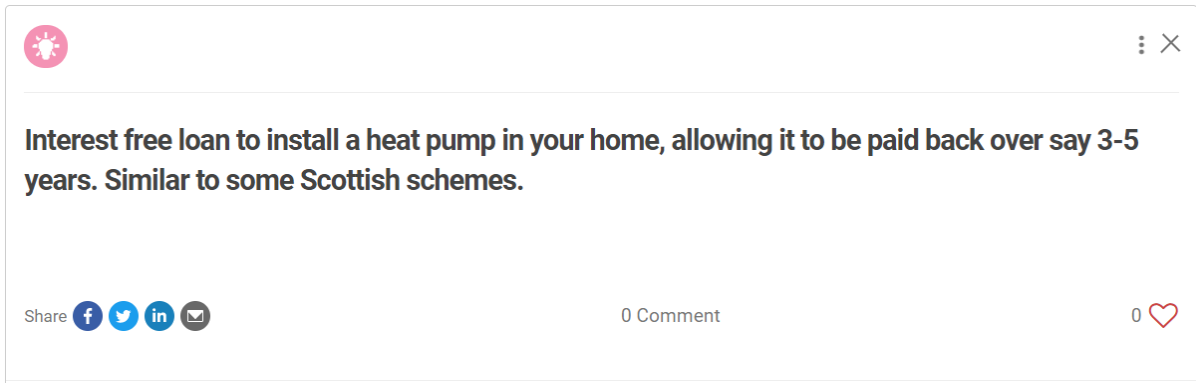 Interest free loan to install a heat pump in your home, allowing it to be paid back over say 3-5
years. Similar to some Scottish schemes.
Share f in 0 Comment 0